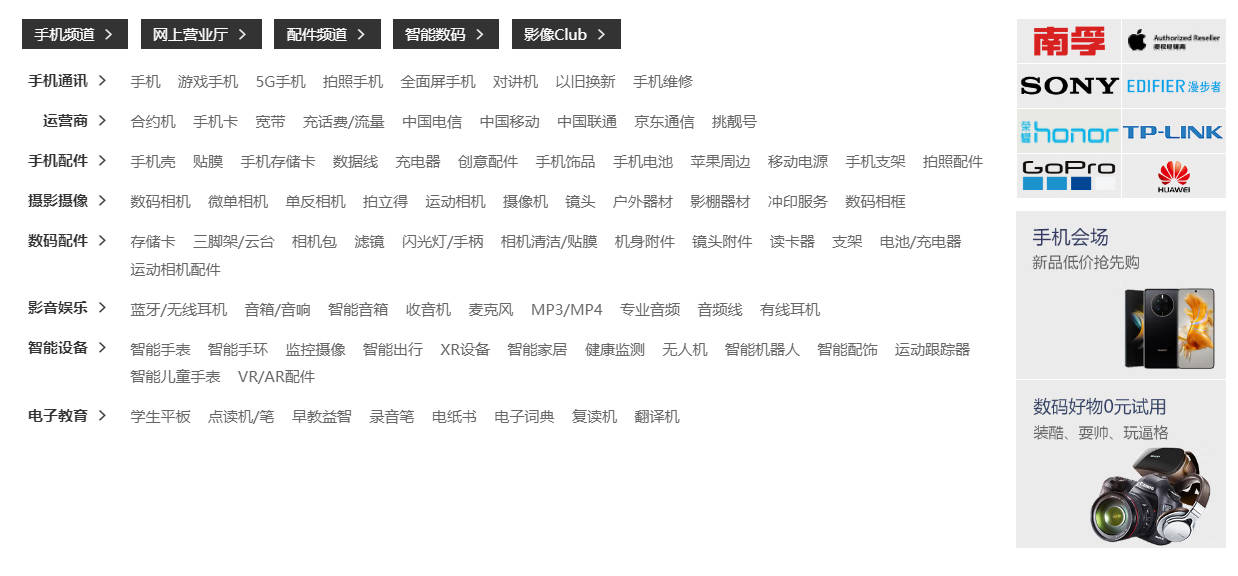 手机频道 网上营业厅 配件频道 智能数码 影像Club
手机通讯 手机 游戏手机 5G手机 拍照手机 全面屏手机 对讲机 以旧换新 手机维修
运营商 合约机 手机卡 宽带 充话费/流量 中国电信 中国移动 中国联通 京东通信 挑靓号
手机配件 手机壳 贴膜 手机存储卡 数据线 充电器 创意配件 手机饰品 手机电池 苹果周边 移动电源 手机支架 拍照配件
摄影摄像 数码相机 微单相机 单反相机 拍立得 运动相机 摄像机 镜头 户外器材 影棚器材 冲印服务 数码相框
数码配件 存储卡 三脚架/云台 相机包 滤镜 闪光灯/手柄 相机清洁/贴膜 机身附件 镜头附件 读卡器 支架 电池/充电器
运动相机配件
影音娱乐 蓝牙/无线耳机 音箱/音响 智能音箱 收音机 麦克风 MP3/MP4 专业音频 音频线 有线耳机
智能设备 智能手表 智能手环 监控摄像 智能出行 XR设备 智能家居 健康监测 无人机 智能机器人 智能配饰 运动跟踪器
智能儿童手表 VR/AR配件
电子教育 学生平板 点读机/笔 早教益智 录音笔 电纸书 电子词典 复读机 翻译机
南孚 Authorized Reseller
授权经销商
SONY EDIFIER 漫步者
荣耀 honor TP-LINK
GoPro HUAWEI
手机会场
新品低价抢先购
数码好物0元试用
装酷、耍帅、玩逼格